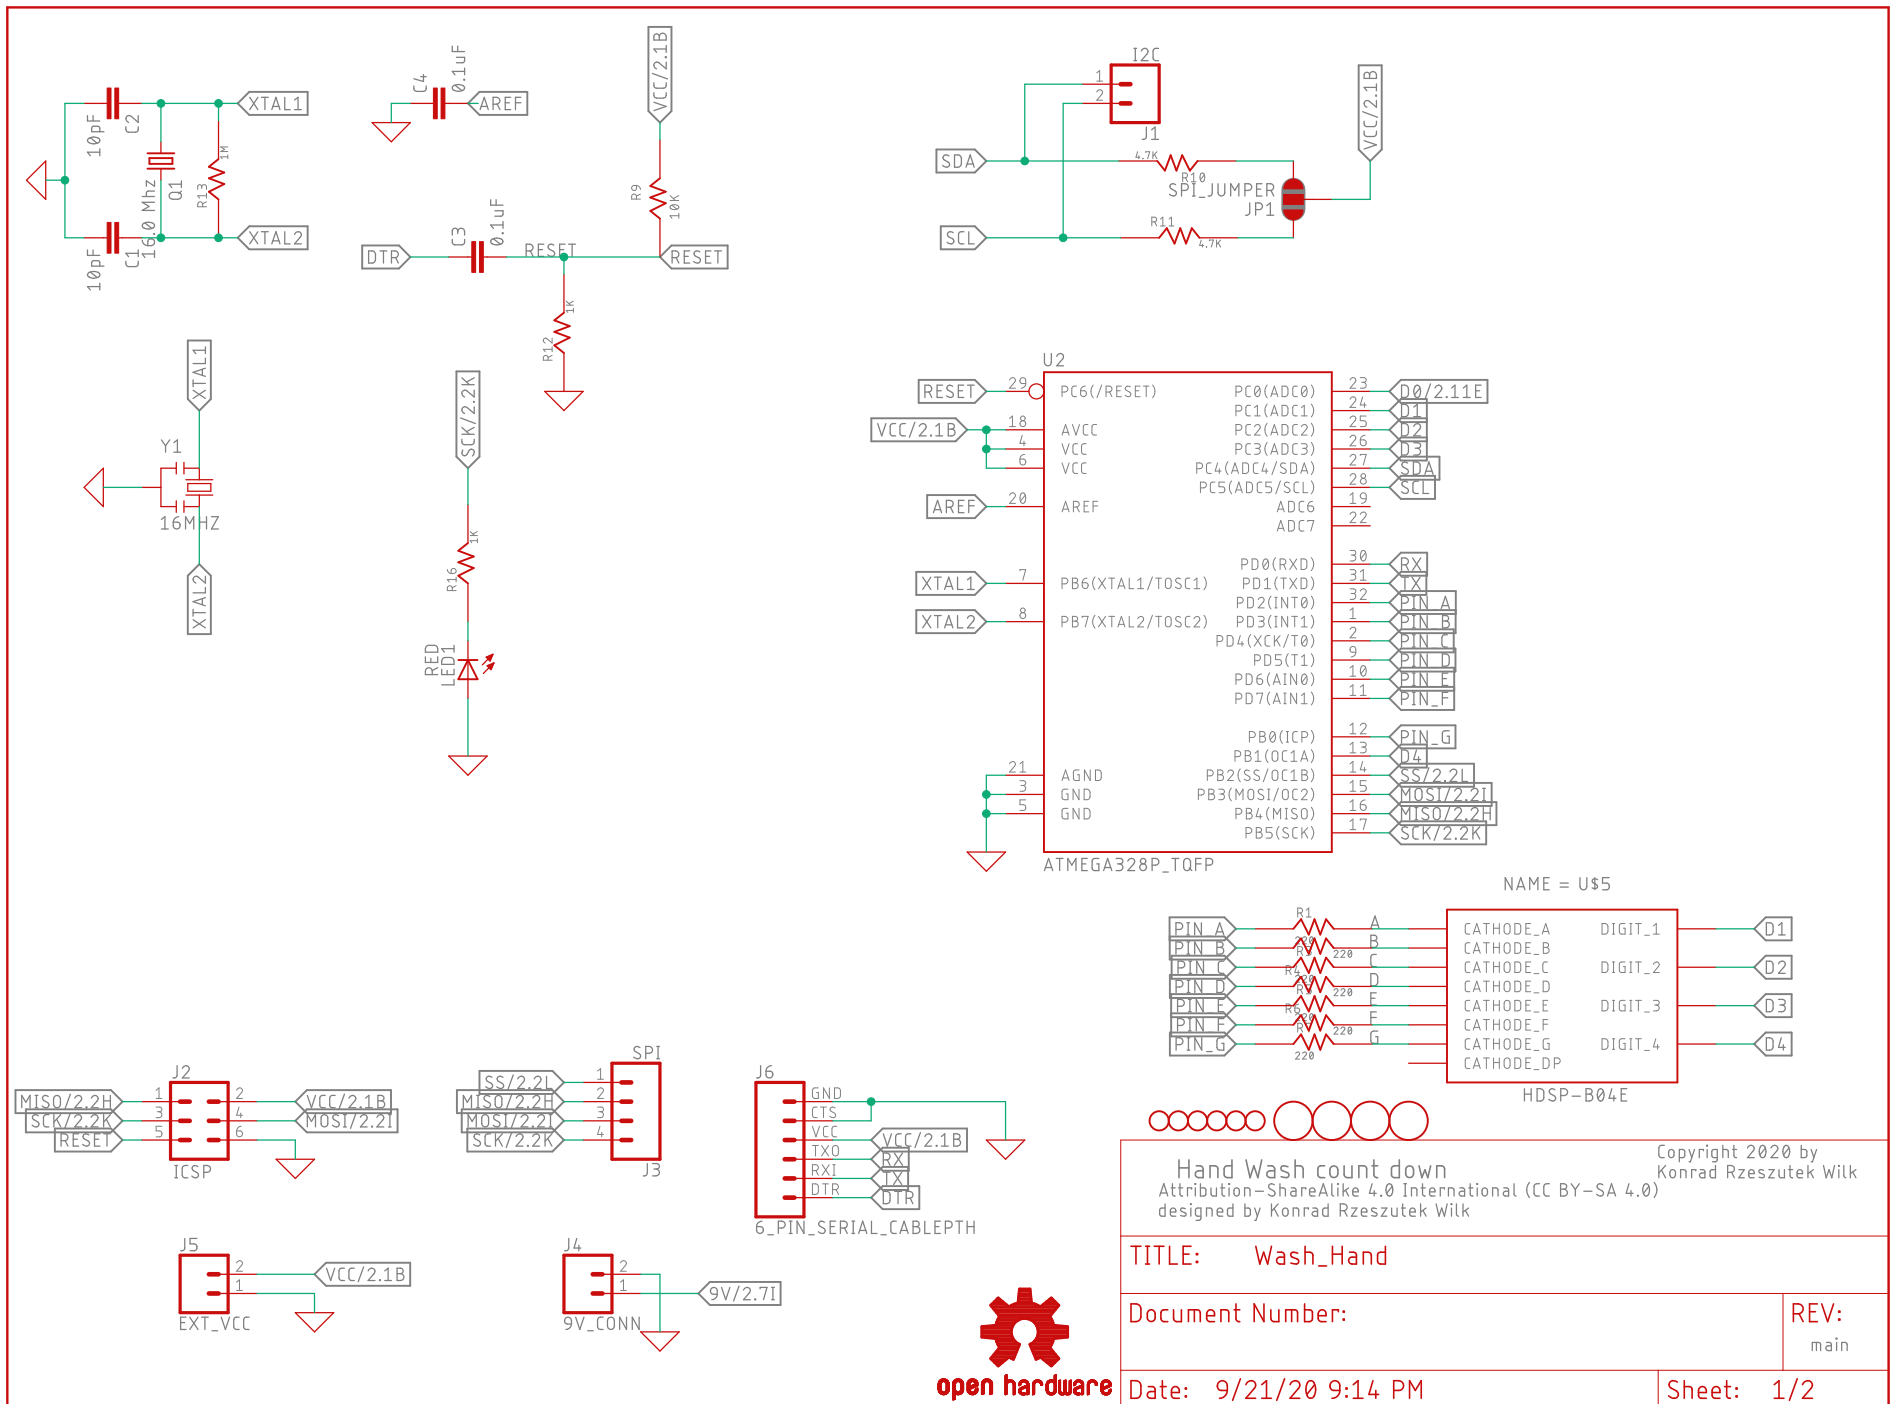 C2
10pF
XTAL1
Q1
16.0 Mhz
R13
1M
C1
10pF
XTAL2
C4
0.1uF
AREF
VCC/2.1B
R9
10K
DTR
C3
0.1uF
RESET
RESET
R12
1K
I2C
1
2
J1
VCC/2.1B
SDA
4.7K
R10
SPI_JUMPER
JP1
SCL
R11
4.7K
XTAL1
Y1
16MHZ
XTAL2
SCK/2.2K
R16
1K
RED
LED1
U2
RESET 29 PC6(/RESET)
VCC/2.1B 18 AVCC
4 VCC
6 VCC
AREF 20 AREF
XTAL1 7 PB6(XTAL1/TOSC1)
XTAL2 8 PB7(XTAL2/TOSC2)
21 AGND
3 GND
5 GND
PC0(ADC0) 23 D0/2.11E
PC1(ADC1) 24 D1
PC2(ADC2) 25 D2
PC3(ADC3) 26 D3
PC4(ADC4/SDA) 27 SDA
PC5(ADC5/SCL) 28 SCL
ADC6 19
ADC7 22
PD0(RXD) 30 RX
PD1(TXD) 31 TX
PD2(INT0) 32 PIN_A
PD3(INT1) 1 PIN_B
PD4(XCK/T0) 2 PIN_C
PD5(T1) 9 PIN_D
PD6(AIN0) 10 PIN_E
PD7(AIN1) 11 PIN_F
PB0(ICP) 12 PIN_G
PB1(OC1A) 13 D4
PB2(SS/OC1B) 14 SS/2.2L
PB3(MOSI/OC2) 15 MOSI/2.2I
PB4(MISO) 16 MISO/2.2H
PB5(SCK) 17 SCK/2.2K
ATMEGA328P_TQFP
NAME = U$5
R1
PIN_A A CATHODE_A DIGIT_1 D1
PIN_B 220 B CATHODE_B
PIN_C R4 C CATHODE_C DIGIT_2 D2
PIN_D 220 D CATHODE_D
PIN_E R6 E CATHODE_E DIGIT_3 D3
PIN_F 220 F CATHODE_F
PIN_G G CATHODE_G DIGIT_4 D4
220
CATHODE_DP
HDSP-B04E
J2
MISO/2.2H 1 2 VCC/2.1B
SCK/2.2K 3 4 MOSI/2.2I
RESET 5 6
ICSP
SPI
SS/2.2L 1
MISO/2.2H 2
MOSI/2.2I 3
SCK/2.2K 4
J3
J6
GND
CTS
VCC VCC/2.1B
TXO RX
RXI TX
DTR DTR
6_PIN_SERIAL_CABLEPTH
J5
2 VCC/2.1B
1
EXT_VCC
J4
2
1 9V/2.7I
9V_CONN
open hardware
Copyright 2020 by
Konrad Rzeszutek Wilk
Hand Wash count down
Attribution-ShareAlike 4.0 International (CC BY-SA 4.0)
designed by Konrad Rzeszutek Wilk
TITLE: Wash_Hand
Document Number:
REV:
main
Date: 9/21/20 9:14 PM
Sheet: 1/2